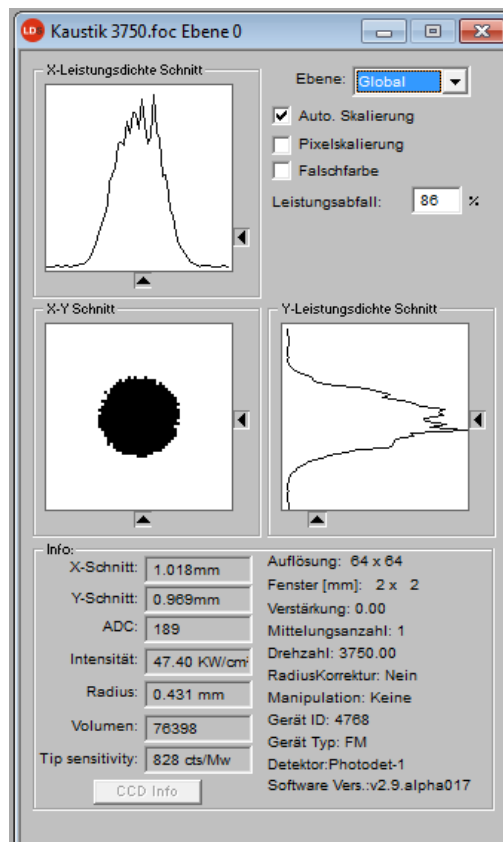 LD Kaustik 3750.foc Ebene 0
X-Leistungsdichte Schnitt
Ebene: Global
Auto. Skalierung
Pixelskalierung
Falschfarbe
Leistungsabfall: 86 %
X-Y Schnitt
Y-Leistungsdichte Schnitt
Info:
X-Schnitt: 1.018mm
Y-Schnitt: 0.969mm
ADC: 189
Intensität: 47.40 KW/cm²
Radius: 0.431 mm
Volumen: 76398
Tip sensitivity: 828 cts/Mw
CCD Info
Auflösung: 64 x 64
Fenster [mm]: 2 x 2
Verstärkung: 0.00
Mittelungsanzahl: 1
Drehzahl: 3750.00
RadiusKorrektur: Nein
Manipulation: Keine
Gerät ID: 4768
Gerät Typ: FM
Detektor:Photodet-1
Software Vers.:v2.9.alpha017